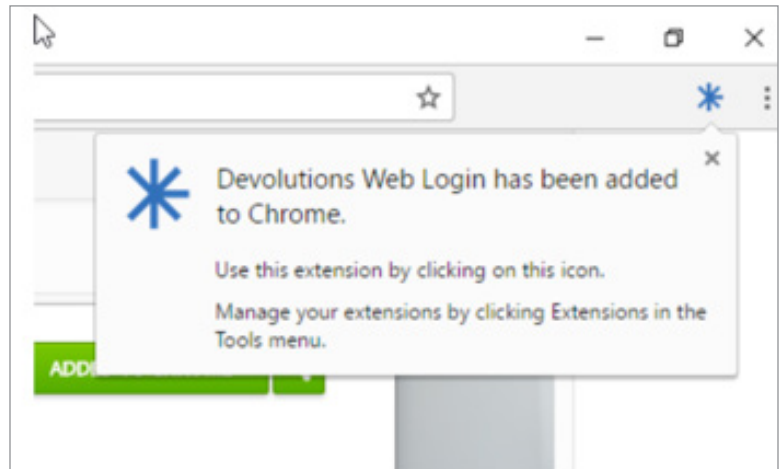 Devolutions Web Login has been added
to Chrome.
Use this extension by clicking on this icon.
Manage your extensions by clicking Extensions in the
Tools menu.